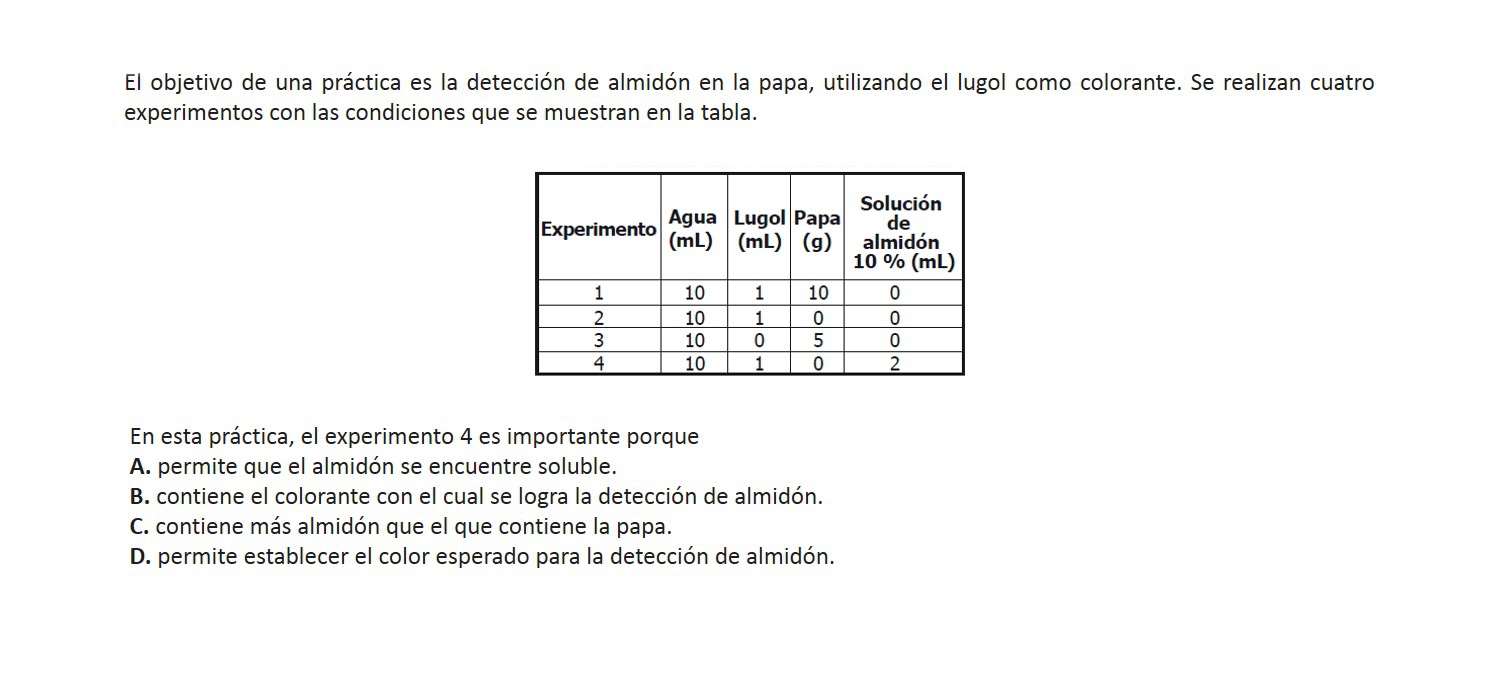 El objetivo de una práctica es la detección de almidón en la papa, utilizando el lugol como colorante. Se realizan cuatro
experimentos con las condiciones que se muestran en la tabla.
Experimento Agua (mL) Lugol (mL) Papa (g) Solución de almidón 10 % (mL)
1 10 1 10 0
2 10 1 0 0
3 10 0 5 0
4 10 1 0 2
En esta práctica, el experimento 4 es importante porque
A. permite que el almidón se encuentre soluble.
B. contiene el colorante con el cual se logra la detección de almidón.
C. contiene más almidón que el que contiene la papa.
D. permite establecer el color esperado para la detección de almidón.